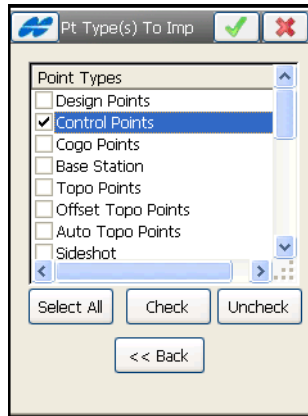 Pt Type(s) To Imp
Point Types
Design Points
Control Points
Cogo Points
Base Station
Topo Points
Offset Topo Points
Auto Topo Points
Sideshot
Select All Check Uncheck
<< Back